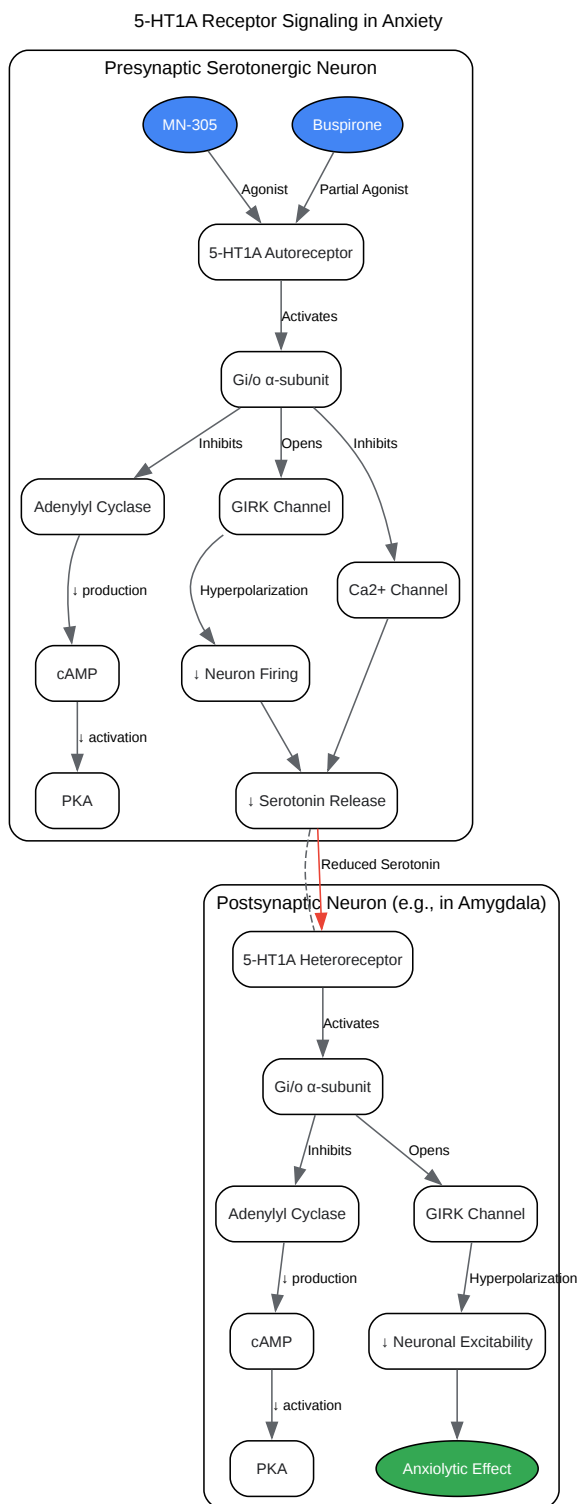 5-HT1A Receptor Signaling in Anxiety
Presynaptic Serotonergic Neuron
MN-305
Buspirone
Agonist
Partial Agonist
5-HT1A Autoreceptor
Activates
Gi/o α-subunit
Inhibits
Opens
Inhibits
Adenylyl Cyclase
GIRK Channel
↓ production
Hyperpolarization
Ca2+ Channel
cAMP
↓ Neuron Firing
↓ activation
PKA
↓ Serotonin Release
Reduced Serotonin
Postsynaptic Neuron (e.g., in Amygdala)
5-HT1A Heteroreceptor
Activates
Gi/o α-subunit
Inhibits
Opens
Adenylyl Cyclase
GIRK Channel
↓ production
Hyperpolarization
cAMP
↓ Neuronal Excitability
↓ activation
PKA
Anxiolytic Effect